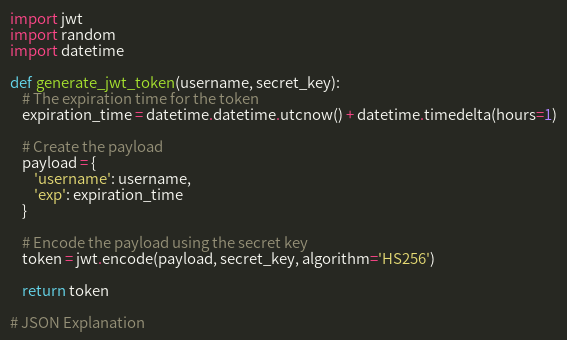 import jwt
import random
import datetime

def generate_jwt_token(username, secret_key):
    # The expiration time for the token
    expiration_time = datetime.datetime.utcnow() + datetime.timedelta(hours=1)

    # Create the payload
    payload = {
        'username': username,
        'exp': expiration_time
    }

    # Encode the payload using the secret key
    token = jwt.encode(payload, secret_key, algorithm='HS256')

    return token

# JSON Explanation